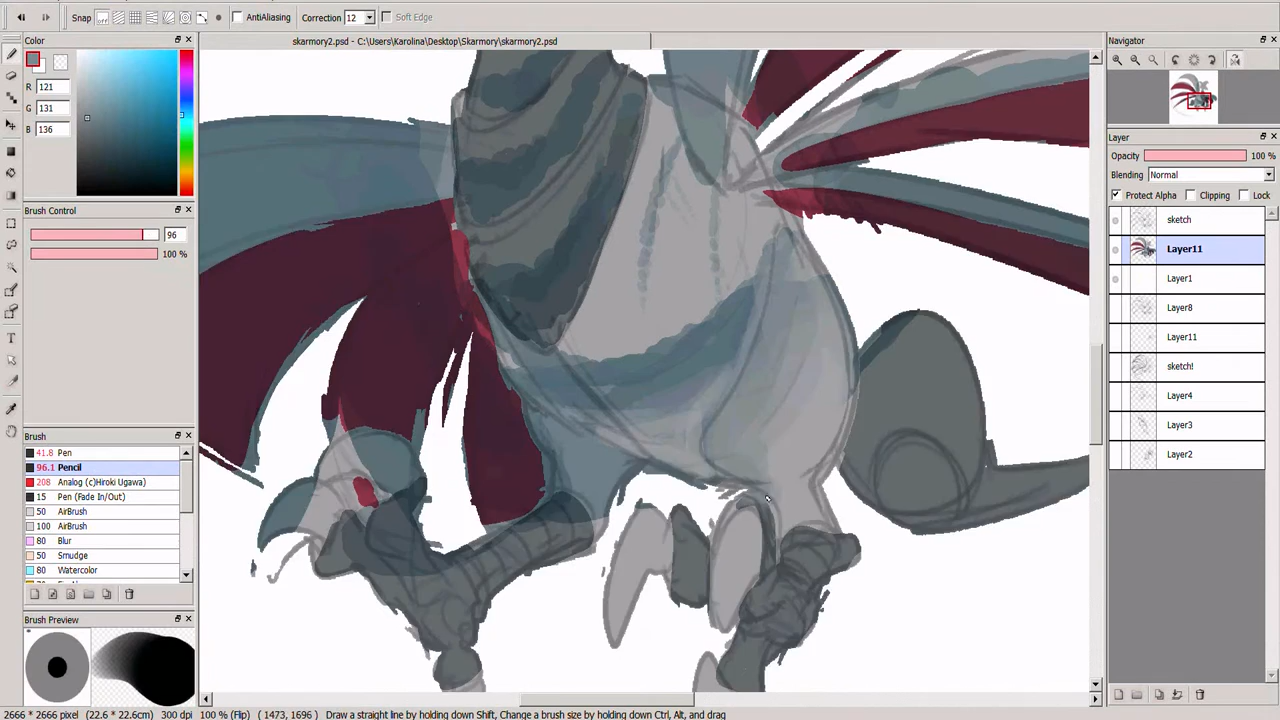 Snap off AntiAliasing Correction 12 Soft Edge
Color
skarmory2.psd - C:\Users\Karolina\Desktop\Skarmory\skarmory2.psd
Navigator
R 121
G 131
B 136
Layer
Opacity 100 %
Blending Normal
Protect Alpha Clipping Lock
Brush Control
96
100 %
sketch
Layer11
Layer1
Layer8
Layer11
sketch!
Layer4
Layer3
Layer2
Brush
41.8 Pen
96.1 Pencil
208 Analog (c)Hiroki Ugawa)
15 Pen (Fade In/Out)
50 AirBrush
100 AirBrush
80 Blur
50 Smudge
80 Watercolor
Brush Preview
2666 * 2666 pixel (22.6 * 22.6cm) 300 dpi 100 % (Flip) ( 1473, 1696 ) Draw a straight line by holding down Shift, Change a brush size by holding down Ctrl, Alt, and drag